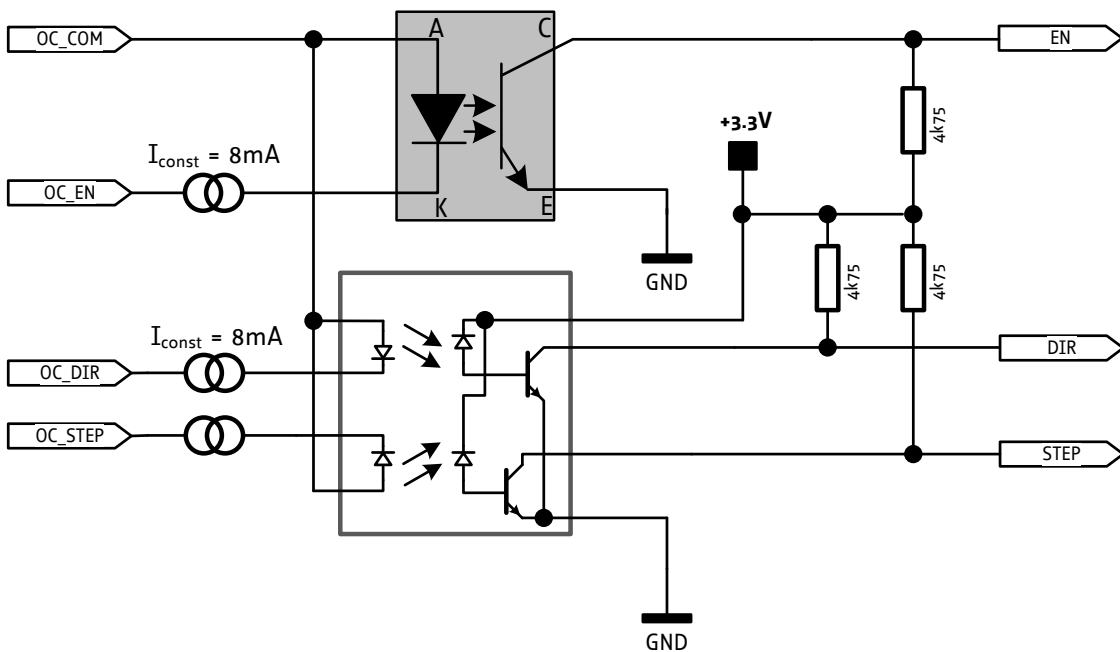 OC_COM
A
C
EN
+3.3V
4k75
I_const = 8mA
OC_EN
K
E
GND
4k75
4k75
I_const = 8mA
OC_DIR
DIR
OC_STEP
STEP
GND